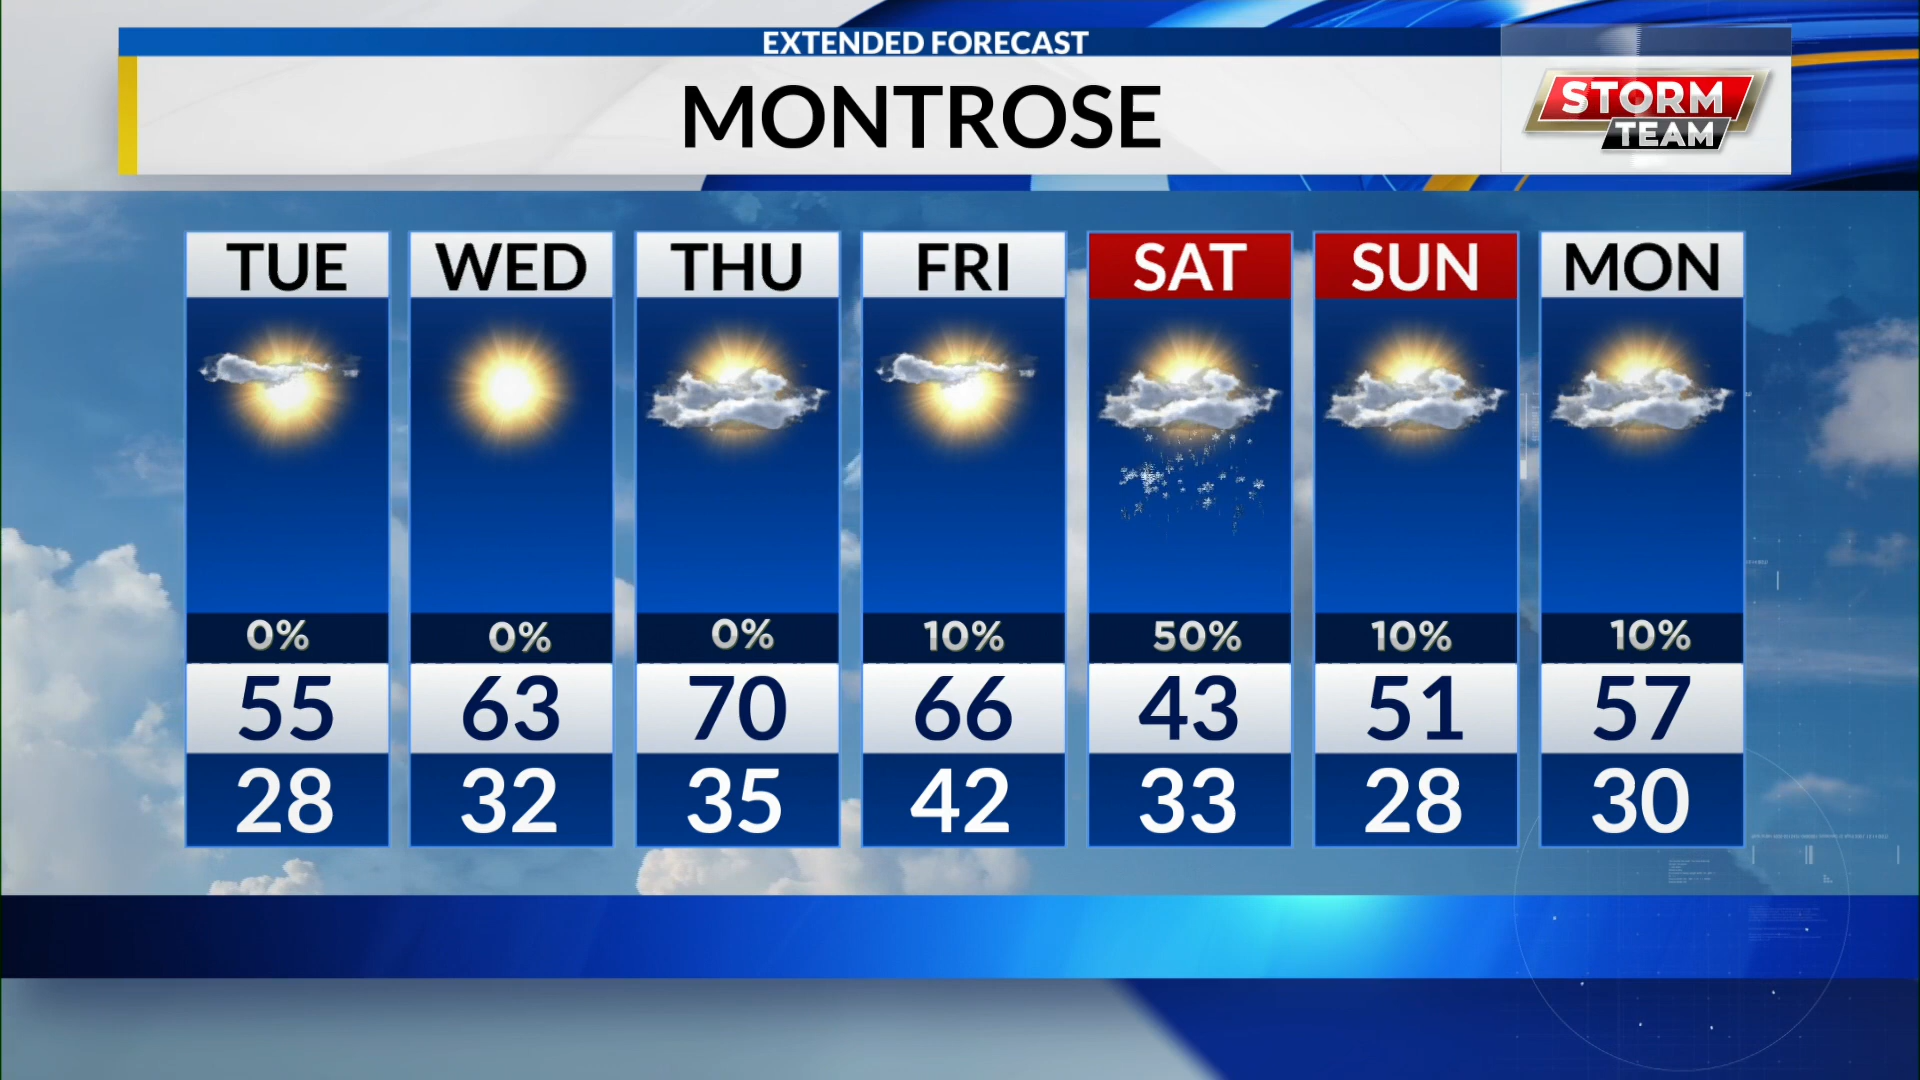 EXTENDED FORECAST
MONTROSE
STORM
TEAM
TUE WED THU FRI SAT SUN MON
0% 0% 0% 10% 50% 10% 10%
55 63 70 66 43 51 57
28 32 35 42 33 28 30